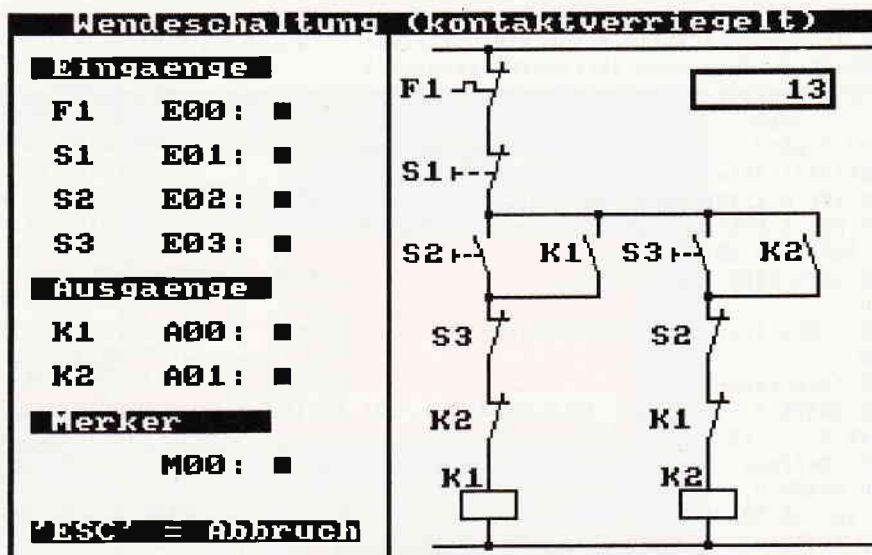 Wendeschaltung (kontaktverriegelt)
Eingaenge
F1 E00: ■
S1 E01: ■
S2 E02: ■
S3 E03: ■
Ausgaenge
K1 A00: ■
K2 A01: ■
Merker
M00: ■
'ESC' = Abbruch
F1
13
S1
S2 K1 S3 K2
S3 S2
K2 K1
K1 K2